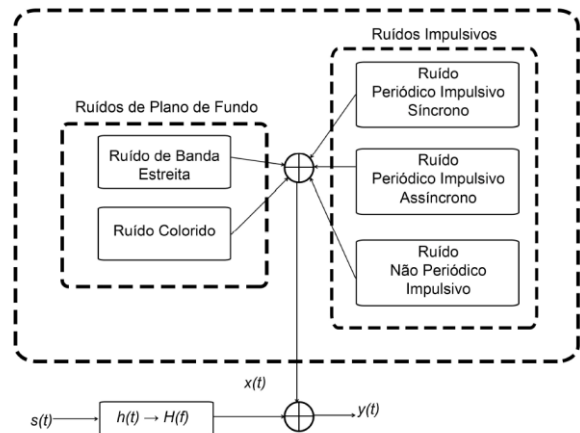 Ruídos Impulsivos
Ruído
Periódico Impulsivo
Síncrono
Ruídos de Plano de Fundo
Ruído de Banda
Estreita
Ruído
Periódico Impulsivo
Assíncrono
Ruído Colorido
Ruído
Não Periódico
Impulsivo
x(t)
s(t)
h(t) → H(f)
y(t)